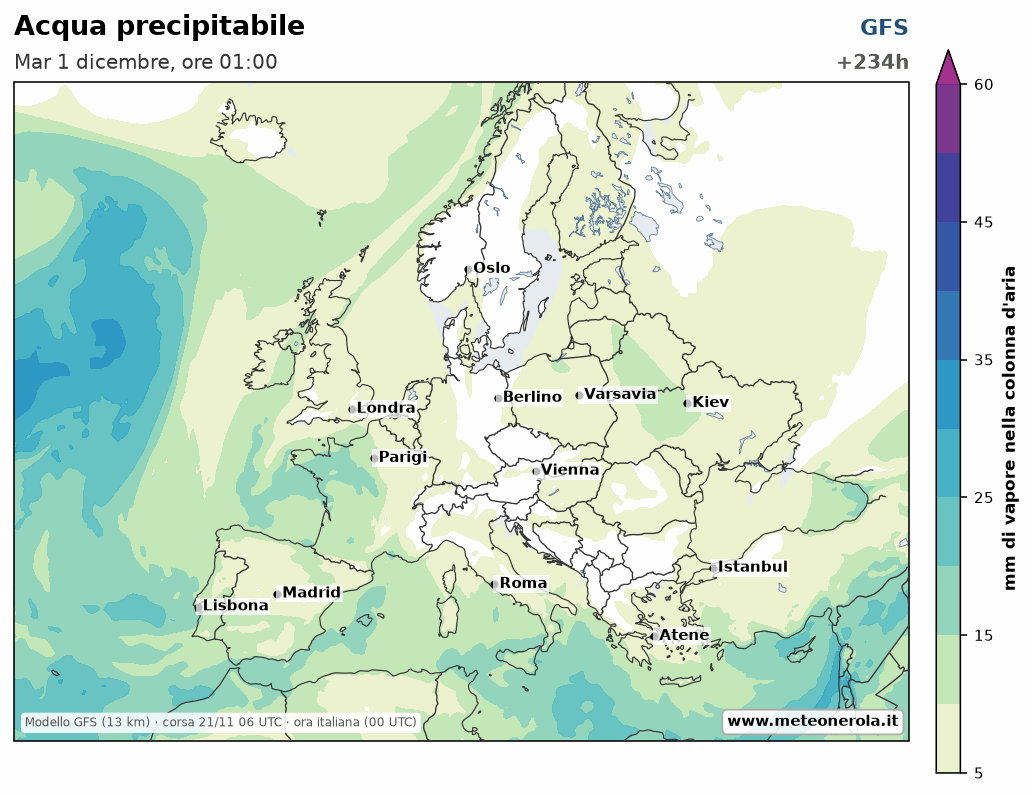 Acqua precipitabile
GFS
Mar 1 dicembre, ore 01:00
+234h
60
45
35
25
15
5
mm di vapore nella colonna d'aria
Oslo
Londra
Berlino
Varsavia
Kiev
Parigi
Vienna
Istanbul
Roma
Madrid
Lisbona
Atene
Modello GFS (13 km) · corsa 21/11 06 UTC · ora italiana (00 UTC)
www.meteonerola.it